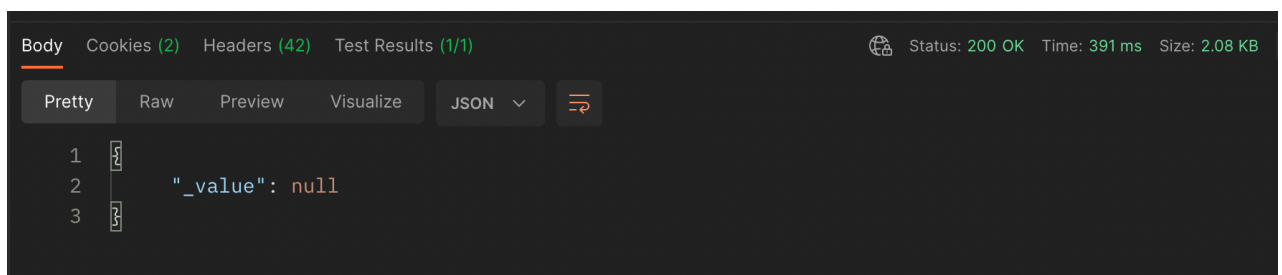 Body Cookies (2) Headers (42) Test Results (1/1) Status: 200 OK Time: 391 ms Size: 2.08 KB
Pretty Raw Preview Visualize JSON
1 {
2 "_value": null
3 }